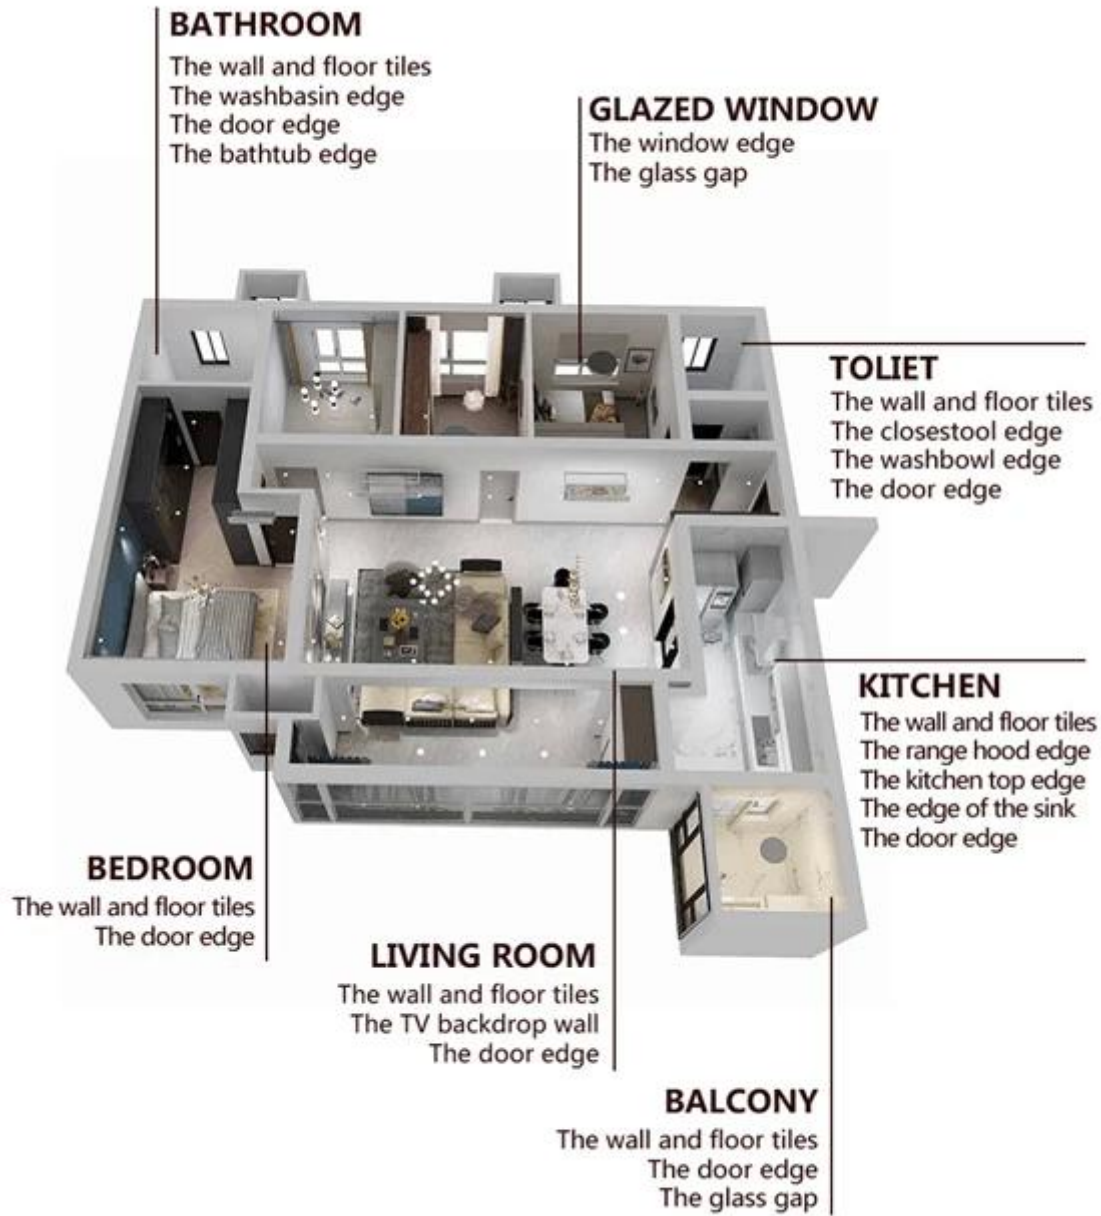 BATHROOM
The wall and floor tiles
The washbasin edge
The door edge
The bathtub edge
GLAZED WINDOW
The window edge
The glass gap
TOLIET
The wall and floor tiles
The closestool edge
The washbowl edge
The door edge
KITCHEN
The wall and floor tiles
The range hood edge
The kitchen top edge
The edge of the sink
The door edge
BEDROOM
The wall and floor tiles
The door edge
LIVING ROOM
The wall and floor tiles
The TV backdrop wall
The door edge
BALCONY
The wall and floor tiles
The door edge
The glass gap